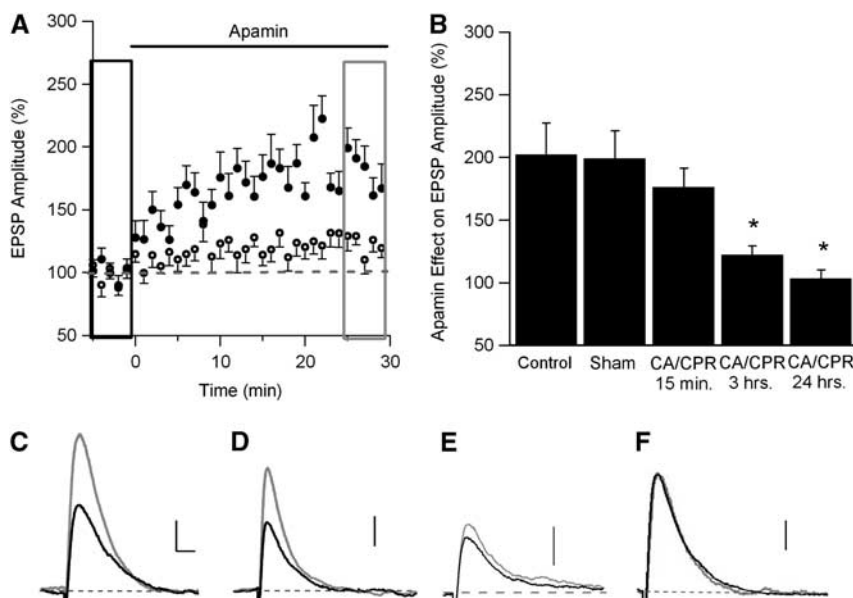 A
Apamin
EPSP Amplitude (%)
300
250
200
150
100
50
0
10
20
30
Time (min)
B
Apamin Effect on EPSP Amplitude (%)
300
250
200
150
100
50
*
*
Control
Sham
CA/CPR 15 min.
CA/CPR 3 hrs.
CA/CPR 24 hrs.
C
D
E
F